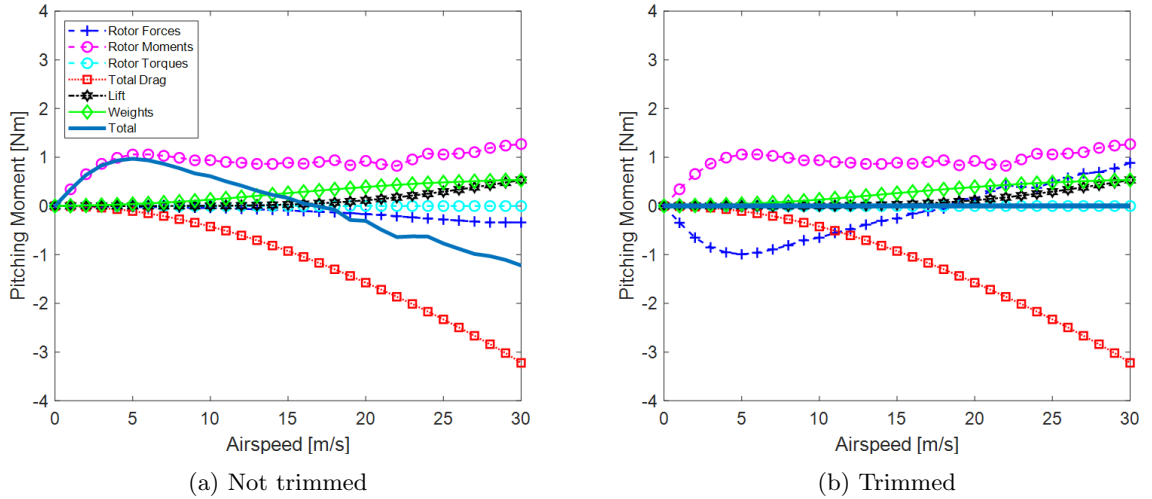 4
3
2
1
0
-1
-2
-3
-4
Pitching Moment [Nm]
Rotor Forces
Rotor Moments
Rotor Torques
Total Drag
Lift
Weights
Total
0 5 10 15 20 25 30
Airspeed [m/s]
(a) Not trimmed
4
3
2
1
0
-1
-2
-3
-4
Pitching Moment [Nm]
0 5 10 15 20 25 30
Airspeed [m/s]
(b) Trimmed